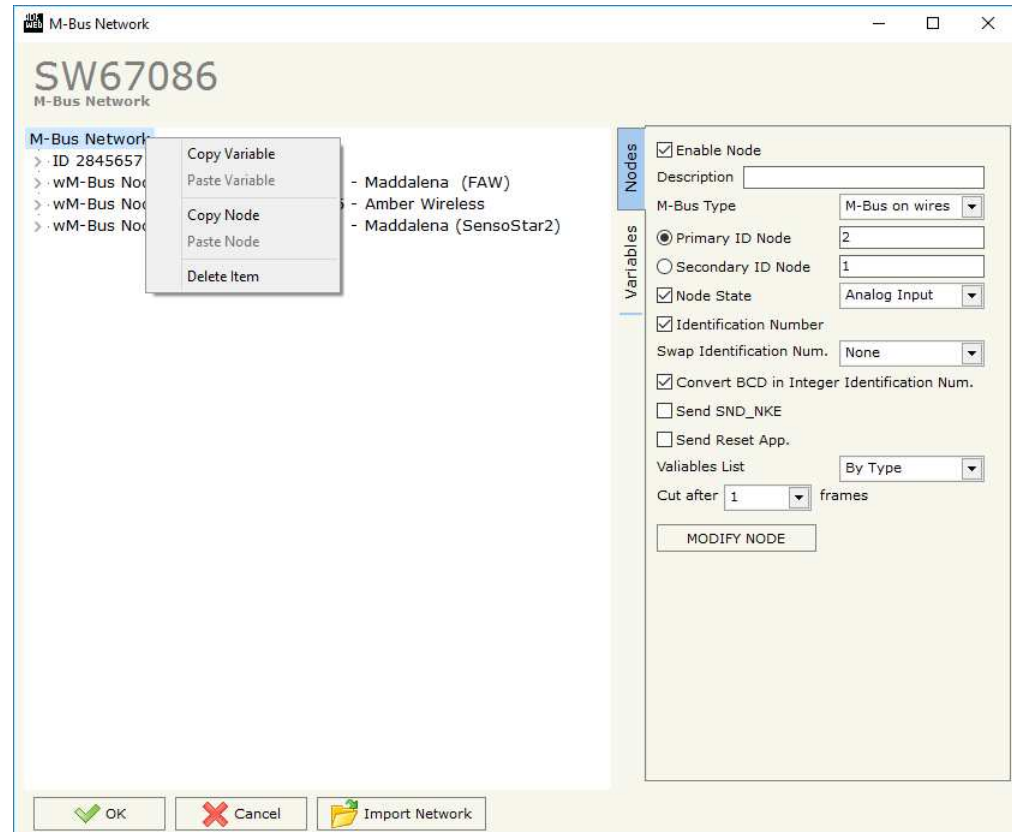 M-Bus Network
SW67086
M-Bus Network
M-Bus Network
ID 2845657
wM-Bus - Maddalena (FAW)
wM-Bus - Amber Wireless
wM-Bus - Maddalena (SensoStar2)
Copy Variable
Paste Variable
Copy Node
Paste Node
Delete Item
Nodes
Variables
Enable Node
Description
M-Bus Type M-Bus on wires
Primary ID Node 2
Secondary ID Node 1
Node State Analog Input
Identification Number
Swap Identification Num. None
Convert BCD in Integer Identification Num.
Send SND_NKE
Send Reset App.
Valiables List By Type
Cut after 1 frames
MODIFY NODE
OK Cancel Import Network